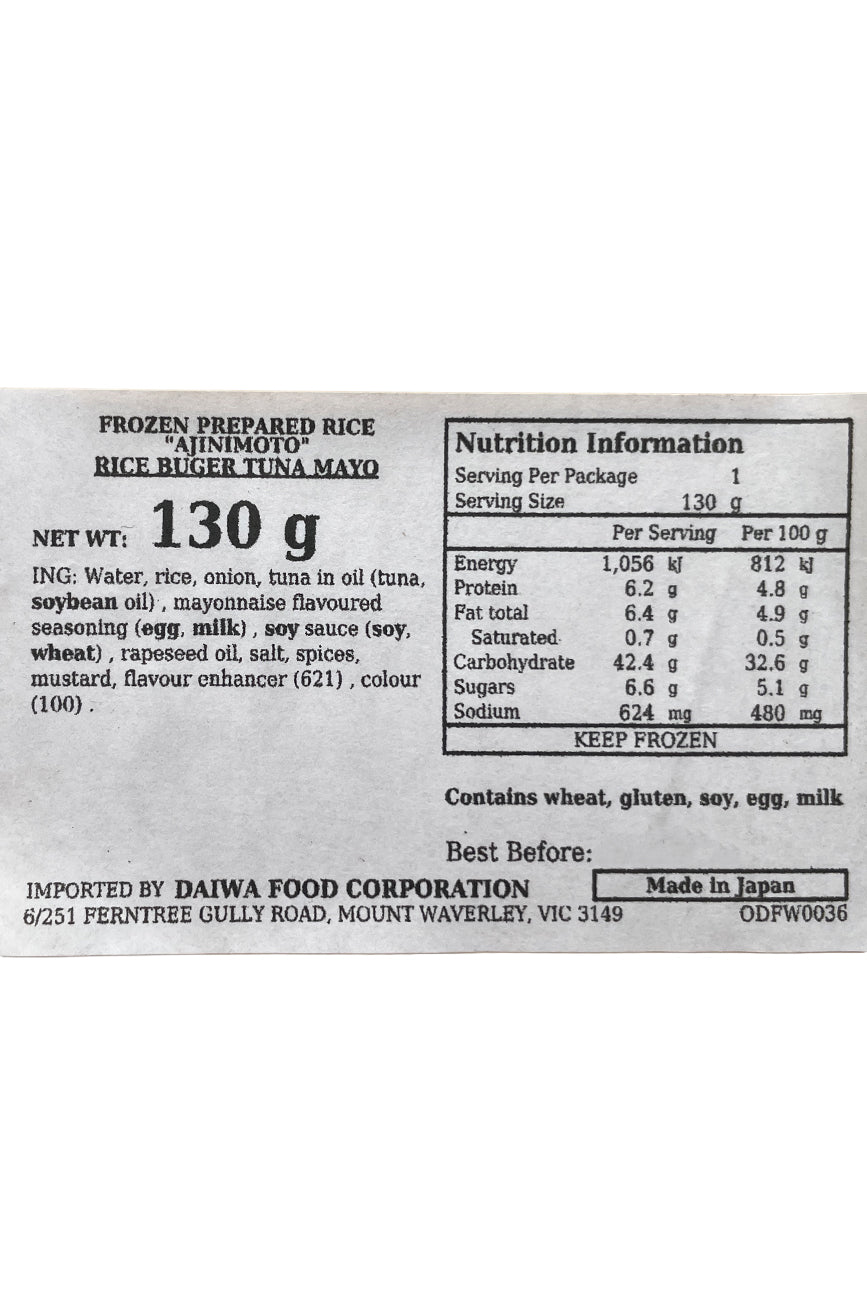 FROZEN PREPARED RICE
"AJINIMOTO"
RICE BUGER TUNA MAYO
NET WT: 130 g
ING: Water, rice, onion, tuna in oil (tuna,
soybean oil) , mayonnaise flavoured
seasoning (egg, milk) , soy sauce (soy,
wheat) , rapeseed oil, salt, spices,
mustard, flavour enhancer (621) , colour
(100) .
Nutrition Information
Serving Per Package 1
Serving Size 130 g
Per Serving Per 100 g
Energy 1,056 kJ 812 kJ
Protein 6.2 g 4.8 g
Fat total 6.4 g 4.9 g
Saturated 0.7 g 0.5 g
Carbohydrate 42.4 g 32.6 g
Sugars 6.6 g 5.1 g
Sodium 624 mg 480 mg
KEEP FROZEN
Contains wheat, gluten, soy, egg, milk
Best Before:
IMPORTED BY DAIWA FOOD CORPORATION
Made in Japan
6/251 FERNTREE GULLY ROAD, MOUNT WAVERLEY, VIC 3149
ODFW0036